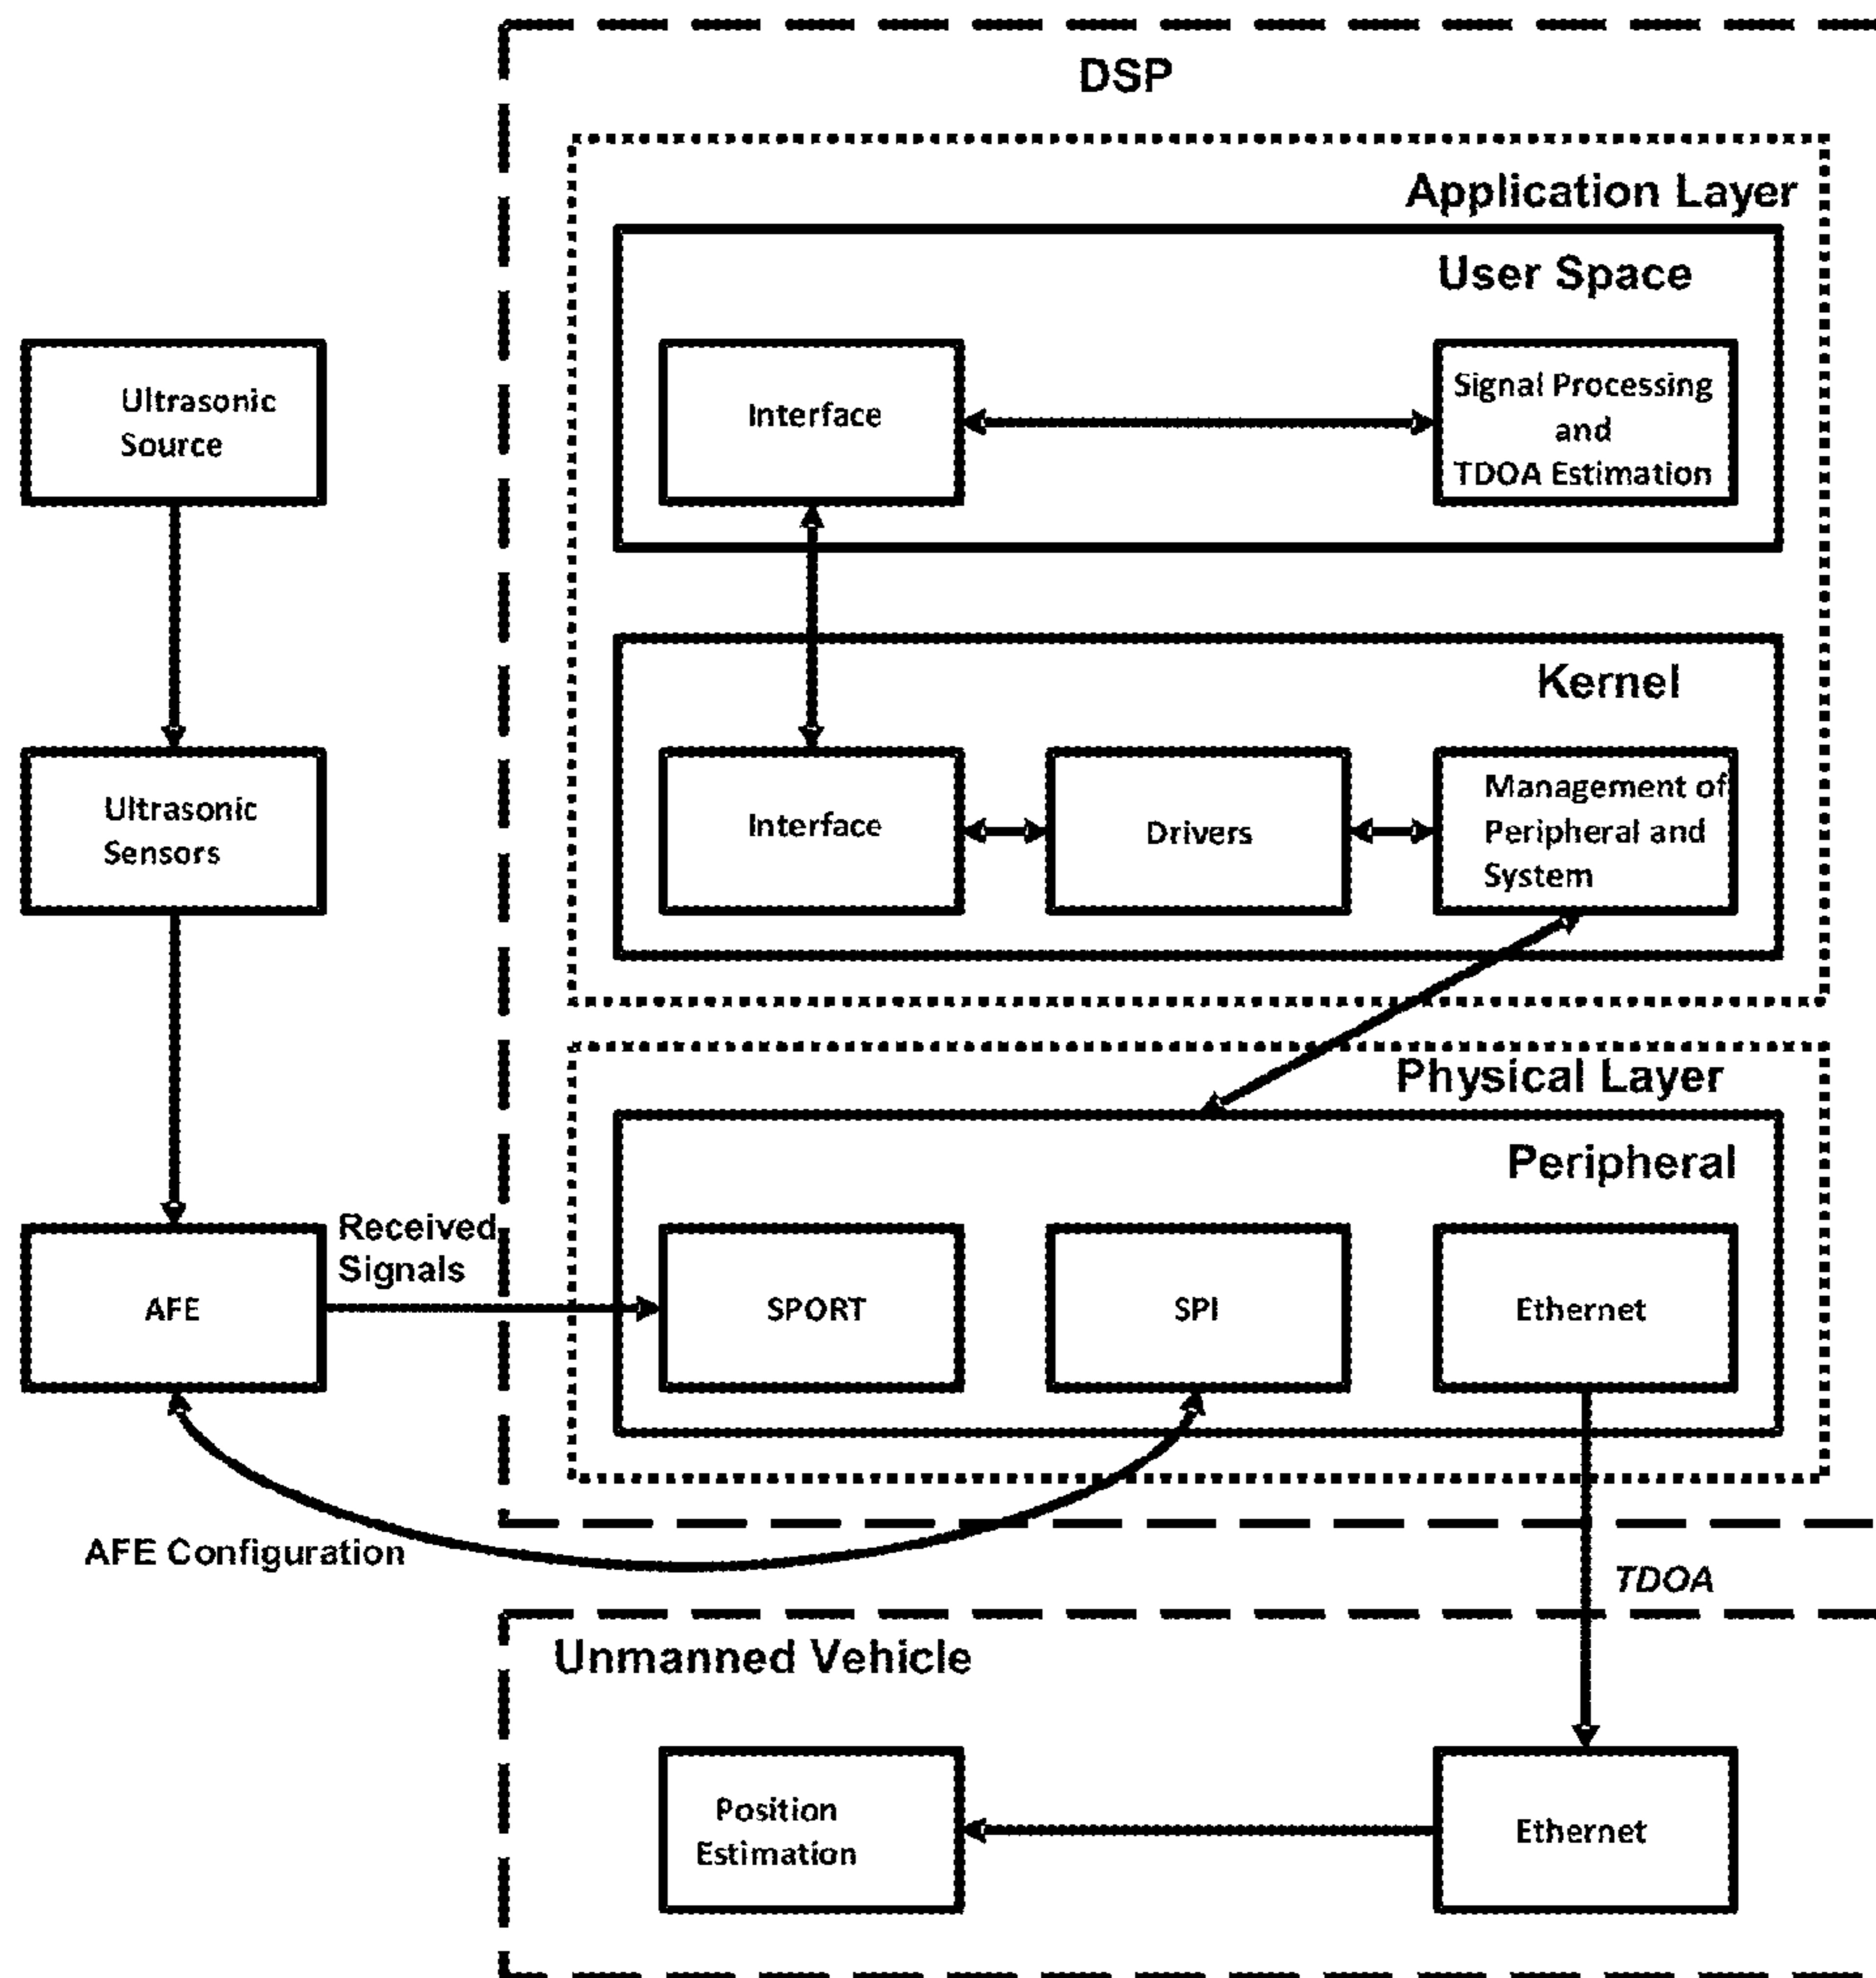 DSP
Application Layer
User Space
Ultrasonic
Source
Interface
Signal Processing
and
TDOA Estimation
Kernel
Ultrasonic
Sensors
Interface
Drivers
Management of
Peripheral and
System
Physical Layer
Peripheral
Received
Signals
AFE
SPORT
SPI
Ethernet
AFE Configuration
TDOA
Unmanned Vehicle
Position
Estimation
Ethernet